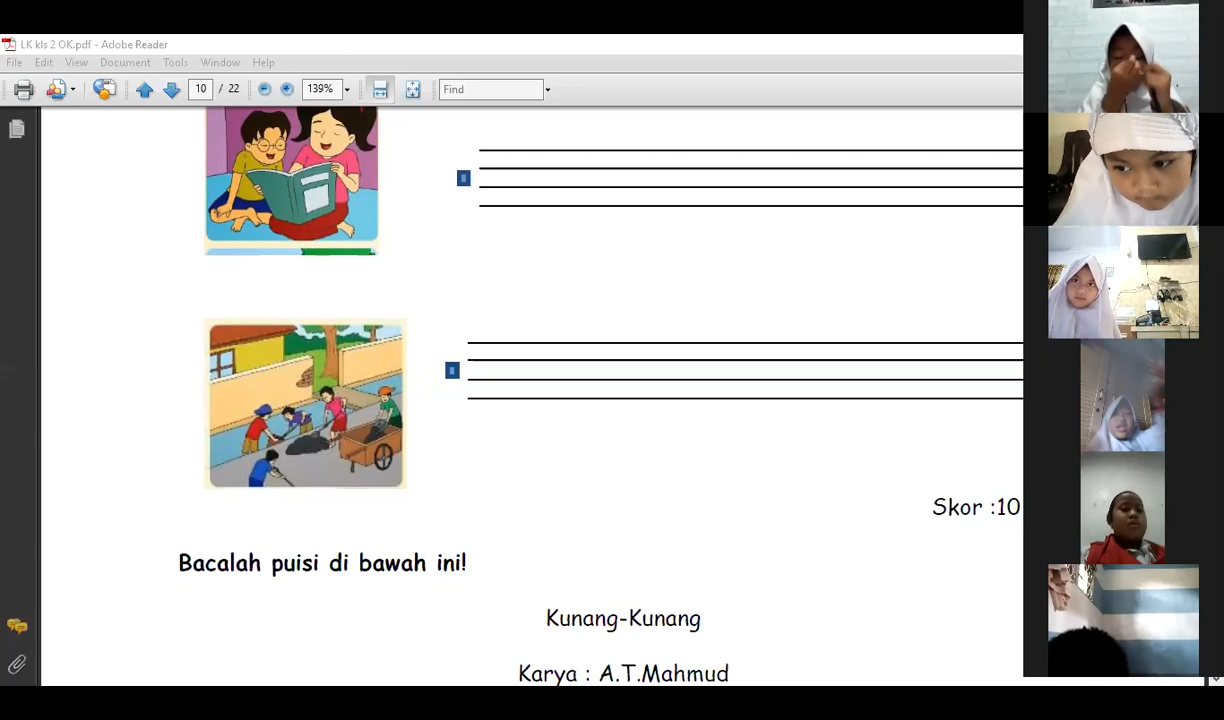 LK kls 2 OK.pdf - Adobe Reader
File Edit View Document Tools Window Help
10 / 22 139% Find
Skor :10
Bacalah puisi di bawah ini!
Kunang-Kunang
Karya : A.T.Mahmud